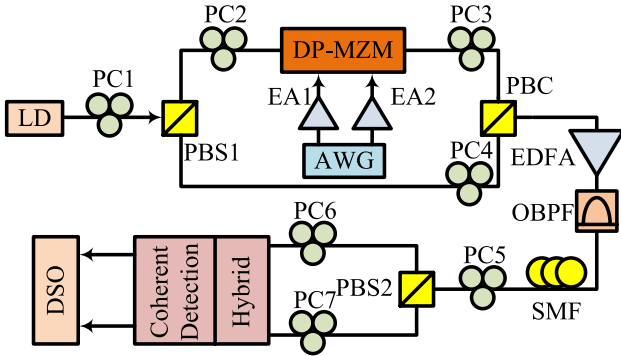 PC2
DP-MZM
PC3
PC1
EA1
EA2
PBC
LD
PBS1
AWG
PC4
EDFA
OBPF
PC6
PC5
DSO
Coherent
Detection
Hybrid
PBS2
SMF
PC7